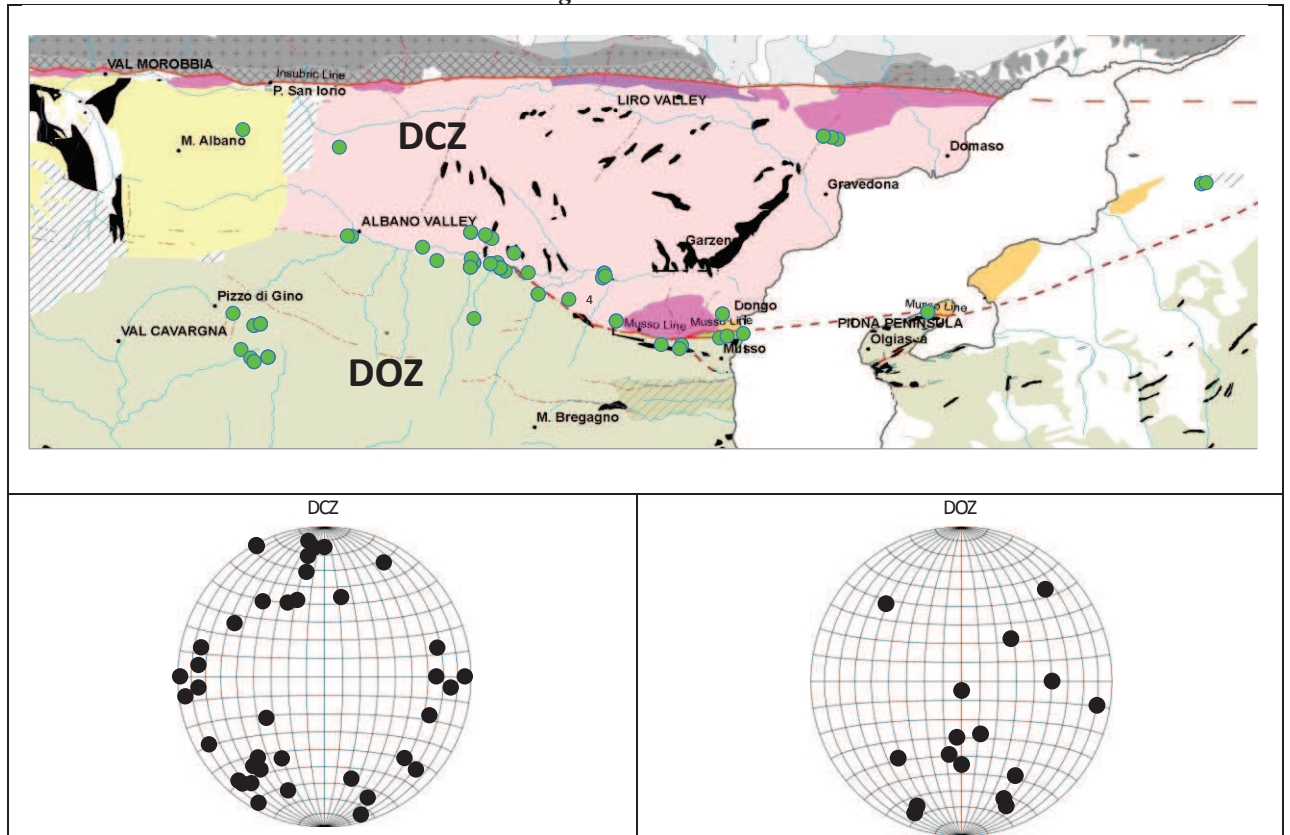 VAL MOROBBIA
Insubric Line
P. San Iorio
LIRO VALLEY
DCZ
M. Albano
Domaso
Gravedona
ALBANO VALLEY
Garzeno
4
Pizzo di Gino
Dongo
Musso Line
Musso Line
Musso Line
VAL CAVARGNA
PIONA PENINSULA
Olgiasca
Musso
DOZ
M. Bregagno
DCZ
DOZ